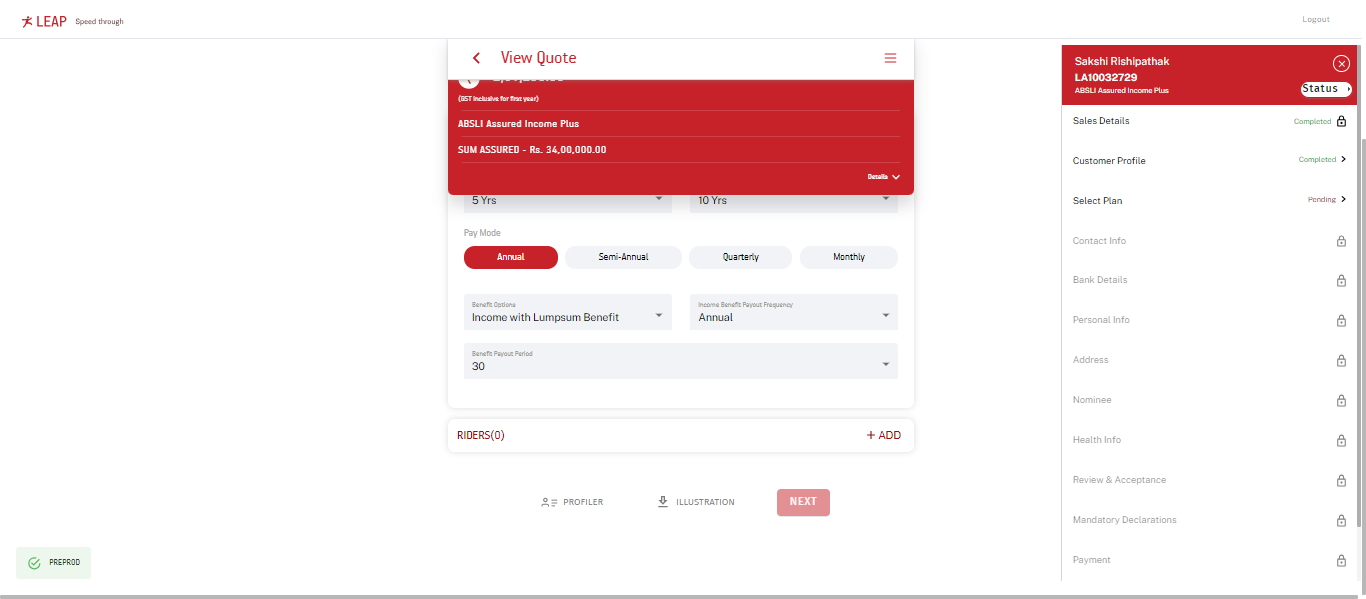 LEAP Speed through
Logout
View Quote
(GST Inclusive for first year)
ABSLI Assured Income Plus
SUM ASSURED - Rs. 34,00,000.00
Details
5 Yrs
10 Yrs
Pay Mode
Annual
Semi-Annual
Quarterly
Monthly
Benefit Options
Income with Lumpsum Benefit
Income Benefit Payout Frequency
Annual
Benefit Payout Period
30
RIDERS(0)
+ ADD
PROFILER
ILLUSTRATION
NEXT
PREPROD
Sakshi Rishipathak
LA10032729
ABSLI Assured Income Plus
Status
Sales Details Completed
Customer Profile Completed
Select Plan Pending
Contact Info
Bank Details
Personal Info
Address
Nominee
Health Info
Review & Acceptance
Mandatory Declarations
Payment